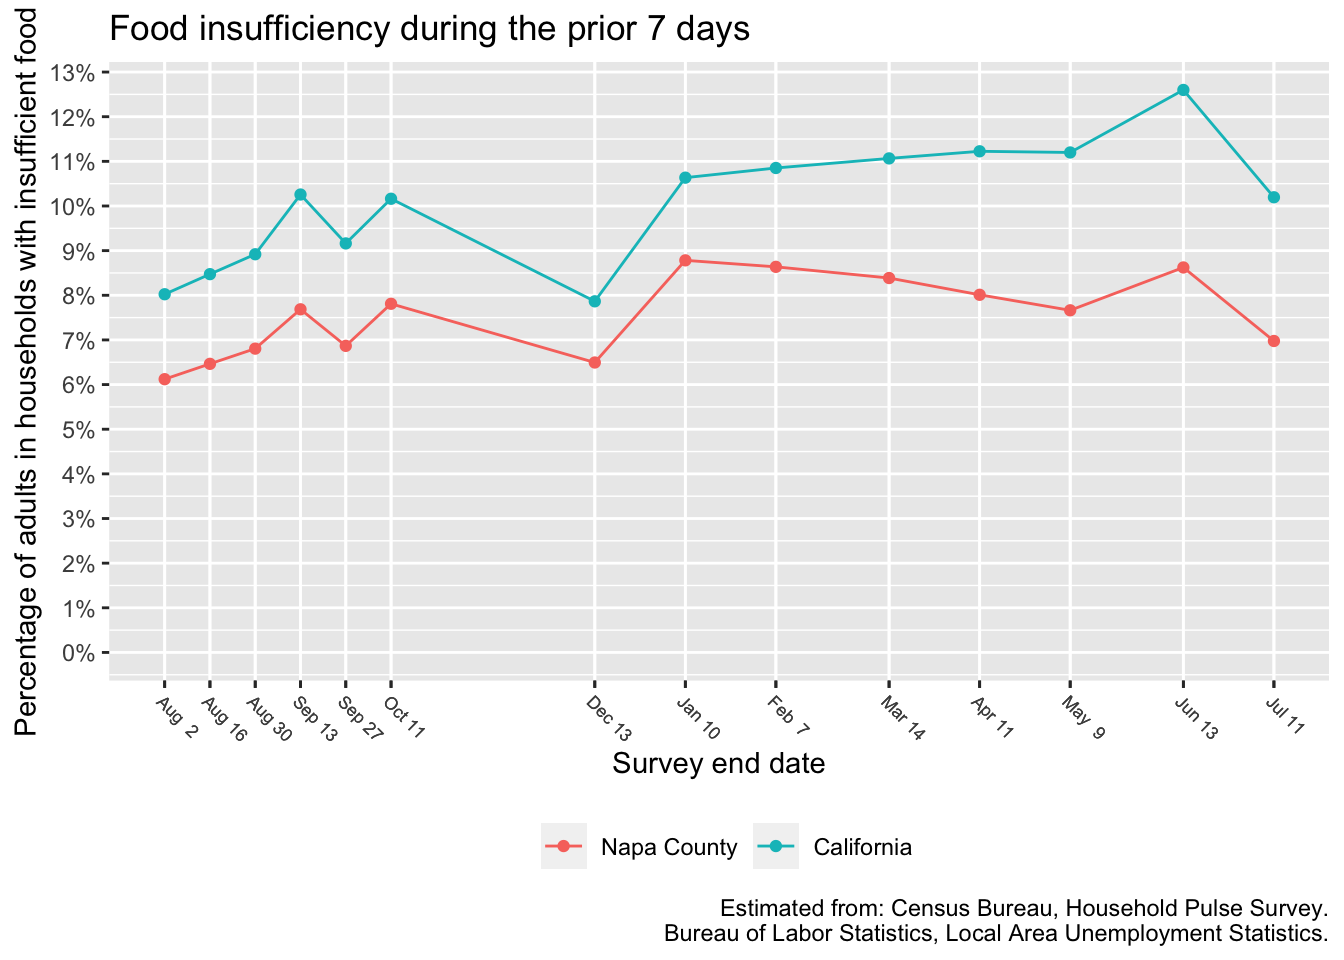 Food insufficiency during the prior 7 days
Percentage of adults in households with insufficient food
13%
12%
11%
10%
9%
8%
7%
6%
5%
4%
3%
2%
1%
0%
Aug 2
Aug 16
Aug 30
Sep 13
Sep 27
Oct 11
Dec 13
Jan 10
Feb 7
Mar 14
Apr 11
May 9
Jun 13
Jul 11
Survey end date
Napa County
California
Estimated from: Census Bureau, Household Pulse Survey.
Bureau of Labor Statistics, Local Area Unemployment Statistics.